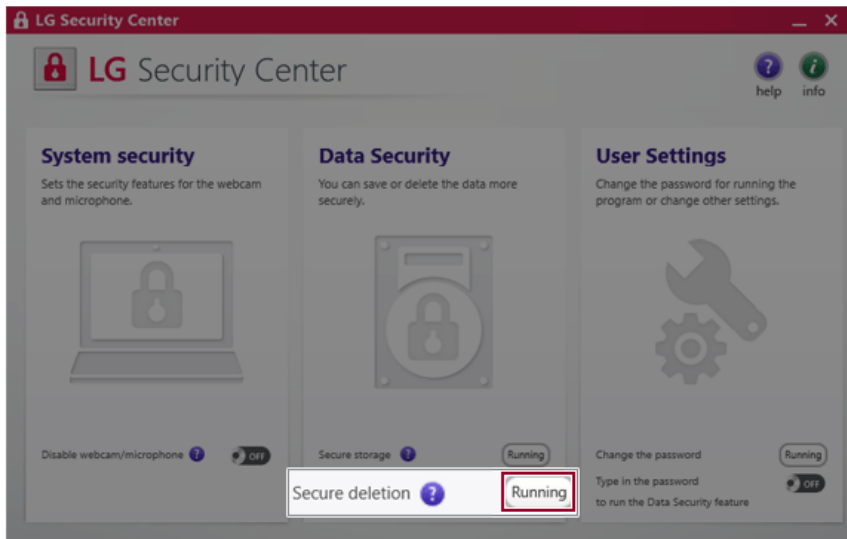 LG Security Center
LG Security Center
help info
System security
Sets the security features for the webcam
and microphone.
Disable webcam/microphone ? OFF
Data Security
You can save or delete the data more
securely.
Secure storage ? Running
Secure deletion ? Running
User Settings
Change the password for running the
program or change other settings.
Change the password Running
Type in the password OFF
to run the Data Security feature